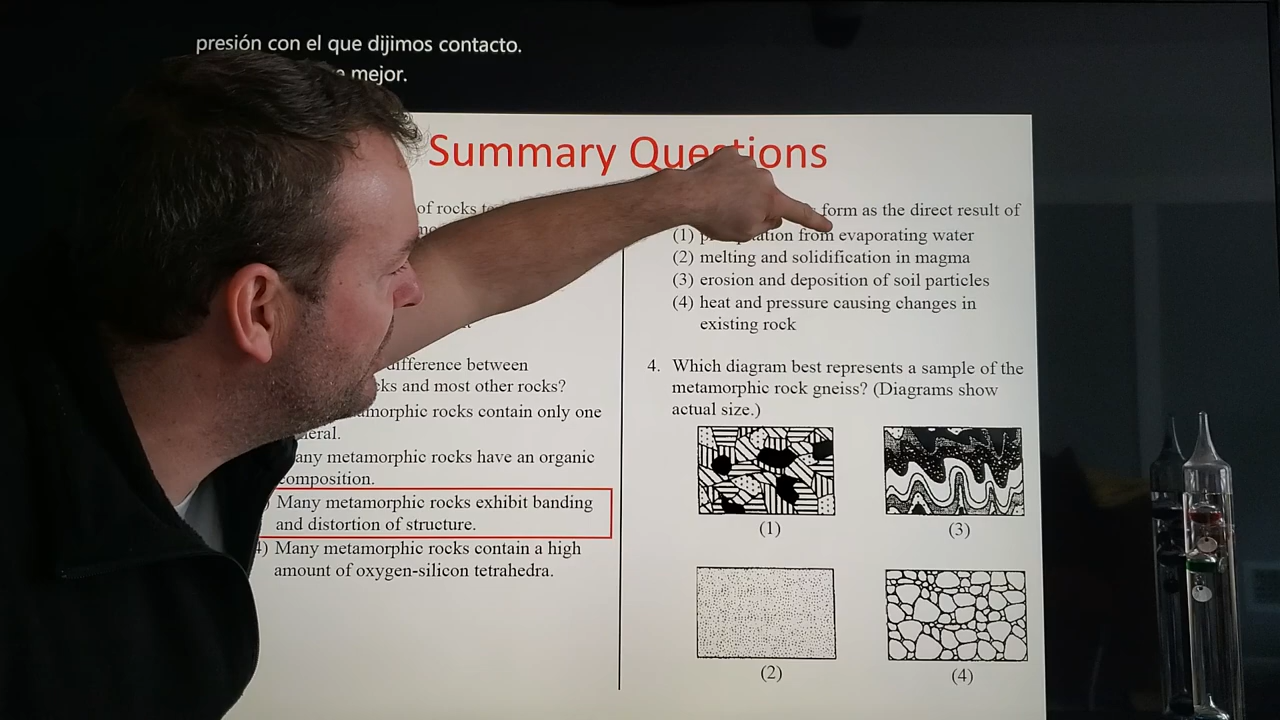 presión con el que dijimos contacto.
mejor.
Summary Questions
of rocks
form as the direct result of
(1) from evaporating water
(2) melting and solidification in magma
(3) erosion and deposition of soil particles
(4) heat and pressure causing changes in
existing rock
difference between
and most other rocks?
rocks contain only one
metamorphic rocks have an organic
composition.
Many metamorphic rocks exhibit banding
and distortion of structure.
4) Many metamorphic rocks contain a high
amount of oxygen-silicon tetrahedra.
4. Which diagram best represents a sample of the
metamorphic rock gneiss? (Diagrams show
actual size.)
(1)
(3)
(2)
(4)